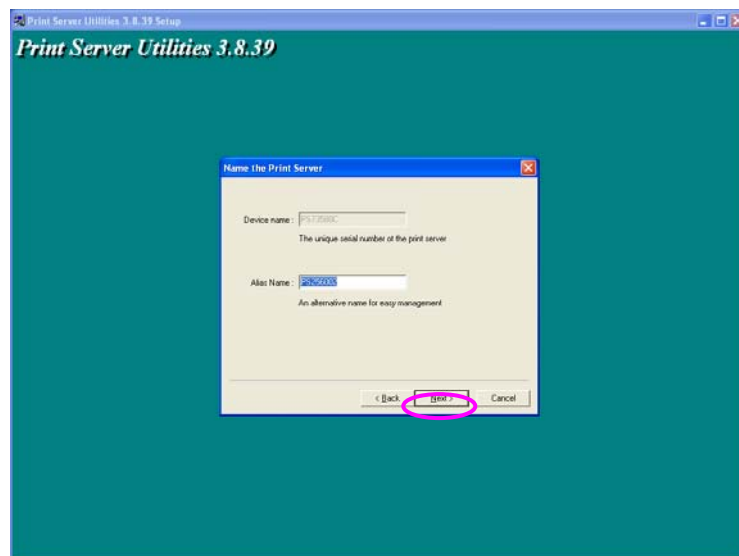 Print Server Utilities 3.8.39 Setup
Print Server Utilities 3.8.39
Name the Print Server
Device name :
The unique serial number of the print server
Alias Name :
An alternative name for easy management
< Back
Next >
Cancel